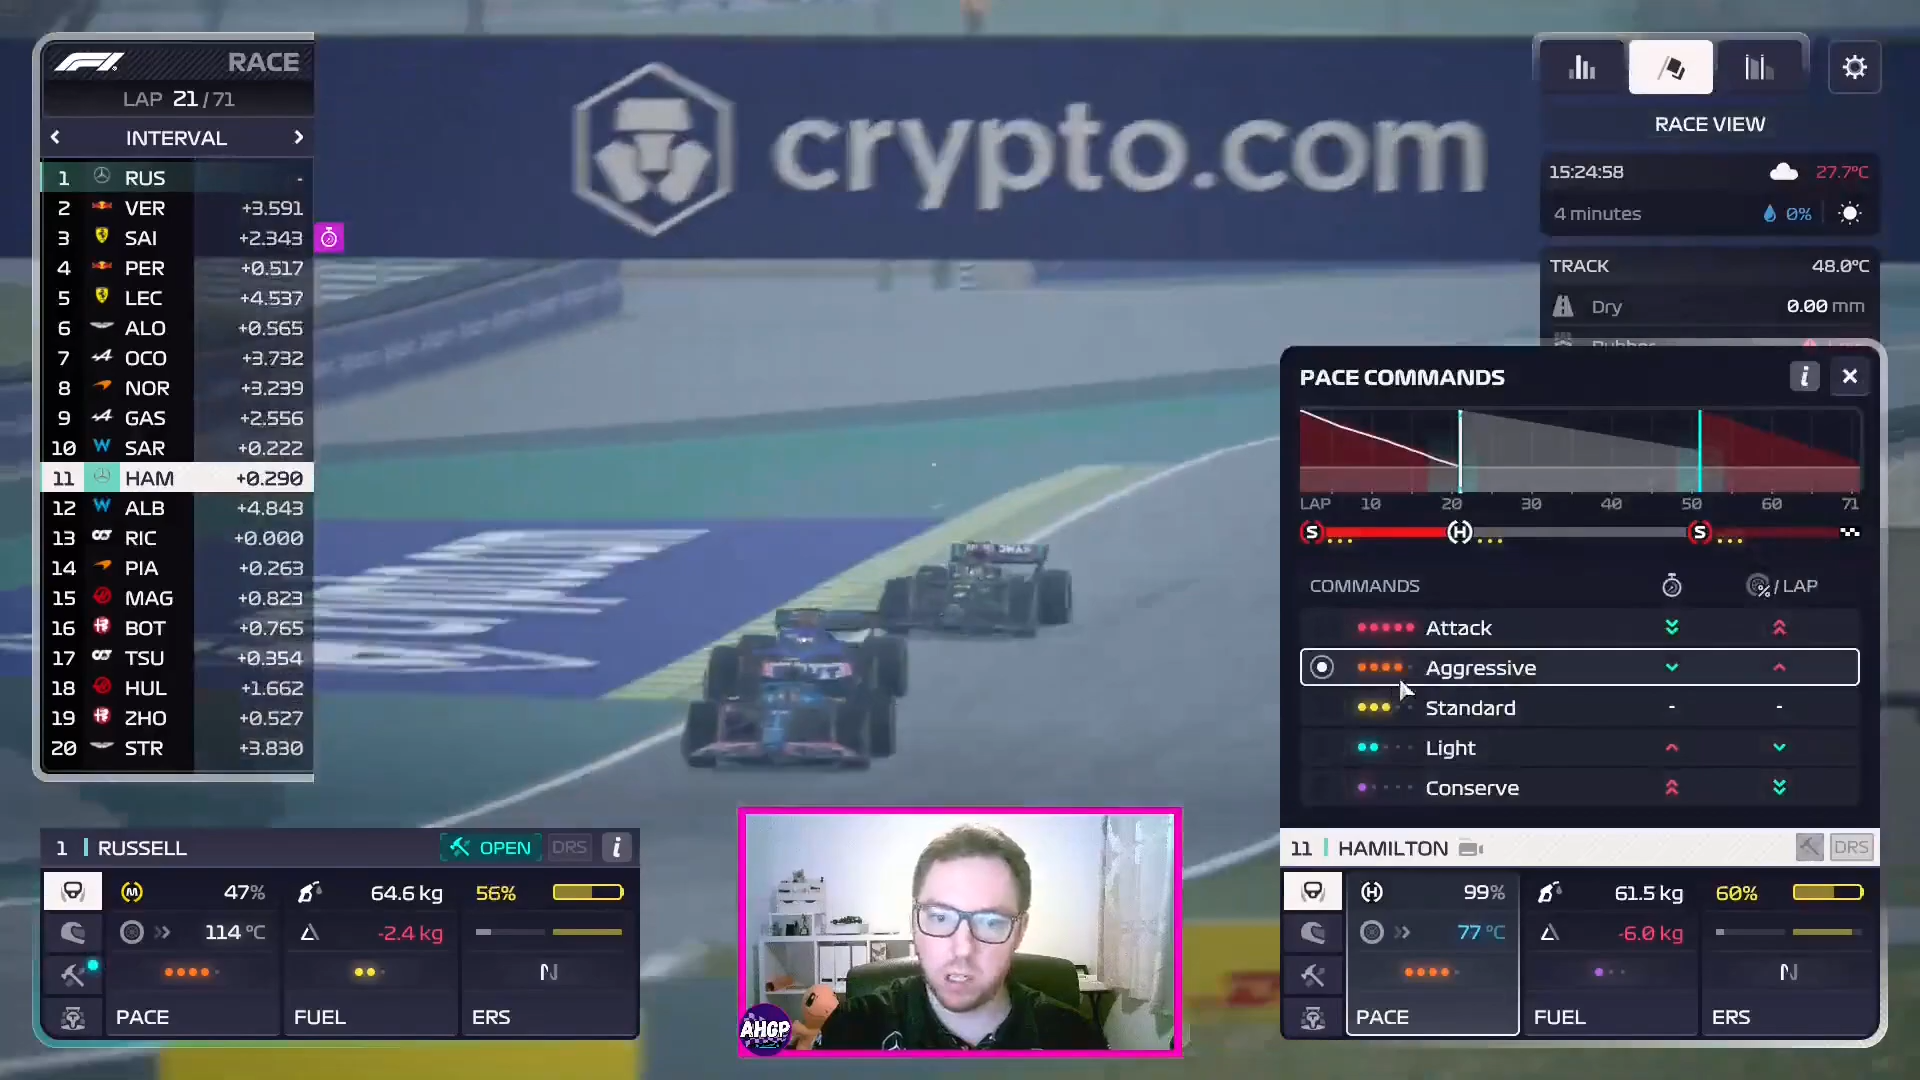 F1 RACE
LAP 21 / 71
INTERVAL
1 RUS -
2 VER +3.591
3 SAI +2.343
4 PER +0.517
5 LEC +4.537
6 ALO +0.565
7 OCO +3.732
8 NOR +3.239
9 GAS +2.556
10 SAR +0.222
11 HAM +0.290
12 ALB +4.843
13 RIC +0.000
14 PIA +0.263
15 MAG +0.823
16 BOT +0.765
17 TSU +0.354
18 HUL +1.662
19 ZHO +0.527
20 STR +3.830
crypto.com
RACE VIEW
15:24:58 27.7°C
4 minutes 0%
TRACK 48.0°C
Dry 0.00 mm
Rubber
PACE COMMANDS i
LAP 10 20 30 40 50 60 71
S H S
COMMANDS % / LAP
Attack
Aggressive
Standard - -
Light
Conserve
1 RUSSELL OPEN DRS i
M 47% 64.6 kg 56%
114 °C -2.4 kg
N
PACE FUEL ERS
AHGP
11 HAMILTON DRS
H 99% 61.5 kg 60%
77 °C -6.0 kg
N
PACE FUEL ERS